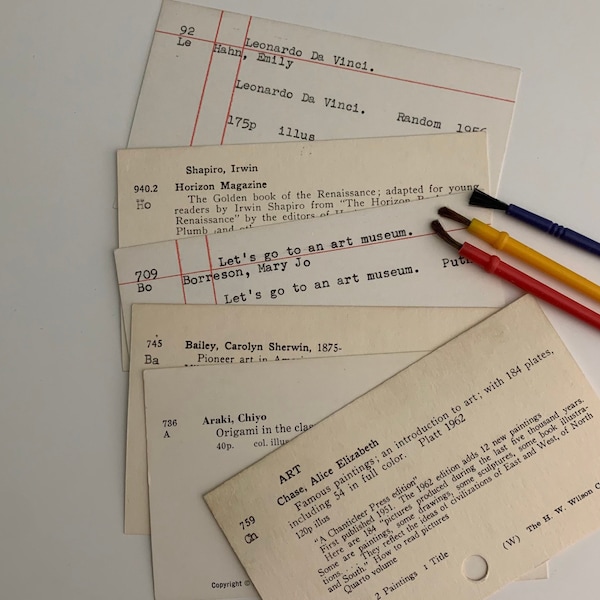 92
Leonardo Da Vinci.
Le Hahn, Emily
Leonardo Da Vinci. Random 1956
175p illus
Shapiro, Irwin
940.2 Horizon Magazine
HO The Golden book of the Renaissance; adapted for young
readers by Irwin Shapiro from "The Horizon
Renaissance" by the editors of
Plumb and
Let's go to an art museum.
709 Borreson, Mary Jo
Bo
Let's go to an art museum. Putn
745 Bailey, Carolyn Sherwin, 1875-
Ba Pioneer art in
736 Araki, Chiyo
A Origami in the clas
40p. col. illus
Copyright ©
ART
759 Chase, Alice Elizabeth
Ch Famous paintings; an introduction to art; with 184 plates,
including 54 in full color. Platt 1962
120p illus
"A Chanticleer Press edition"
First published 1951. The 1962 edition adds 12 new paintings
Here are 184 "pictures produced during the last five thousand years.
Some are paintings, some drawings, some sculptures, some book illustra-
tions. . . . They reflect the ideas of civilizations of East and West, of North
and South." How to read pictures
Quarto volume
2 Paintings 1 Title
(W) The H. W. Wilson C